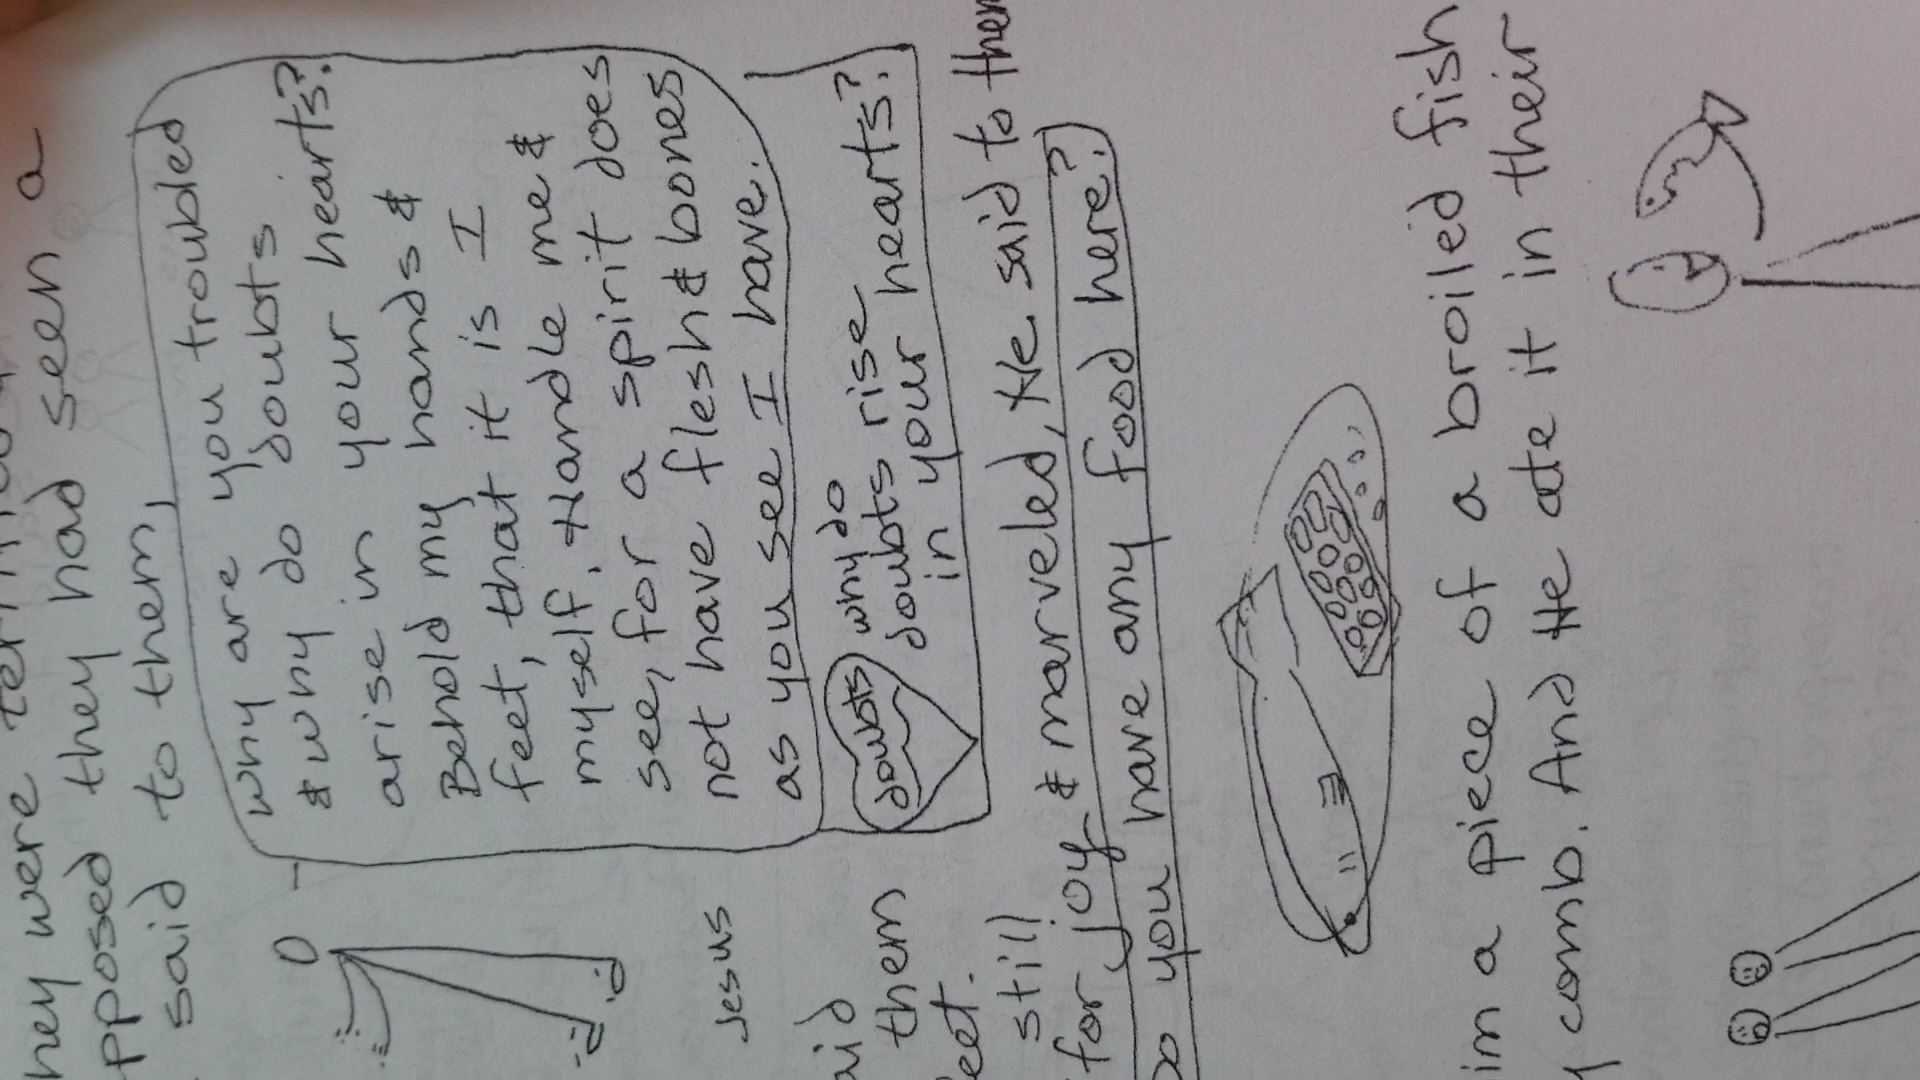 hey were
pposed they had seen a
said to them,
why are you troubled
& why do doubts
arise in your hearts?
Behold my hands &
feet, that it is I
myself. Handle me &
see, for a spirit does
not have flesh & bones
as you see I have.
Jesus
doubts
why do
doubts rise
in your hearts?
aid
them
eet.
still
for joy & marveled, He said to them
Do you have any food here?
im a piece of a broiled fish
y comb. And He ate it in their